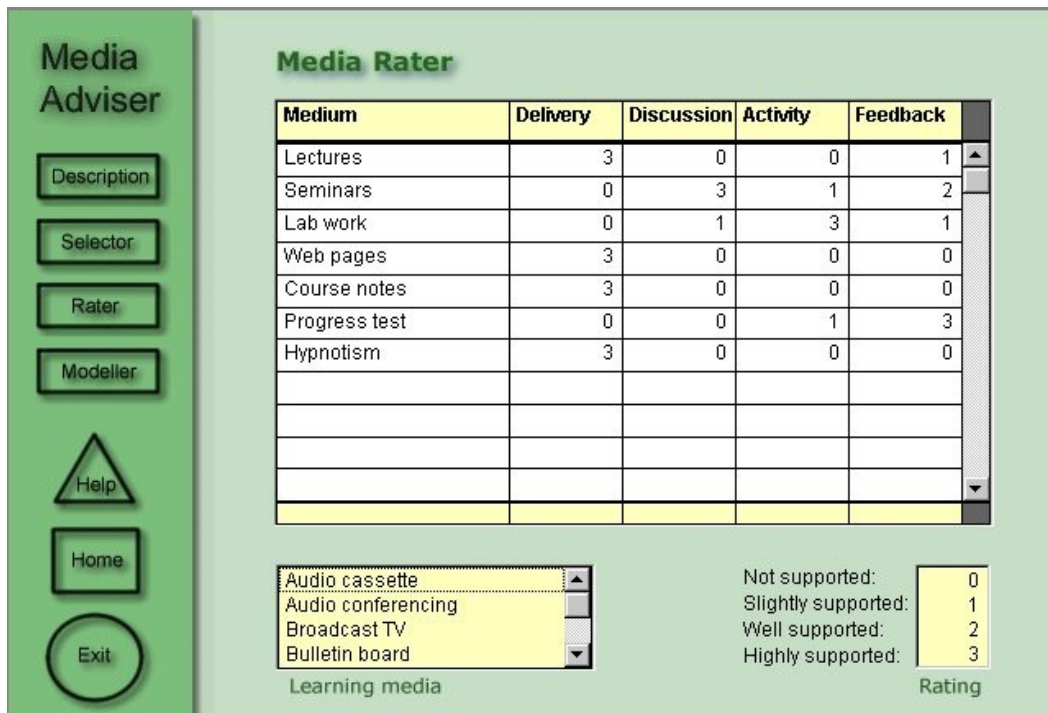 Media
Adviser
Description
Selector
Rater
Modeller
Help
Home
Exit
Media Rater
Medium Delivery Discussion Activity Feedback
Lectures 3 0 0 1
Seminars 0 3 1 2
Lab work 0 1 3 1
Web pages 3 0 0 0
Course notes 3 0 0 0
Progress test 0 0 1 3
Hypnotism 3 0 0 0
Audio cassette
Audio conferencing
Broadcast TV
Bulletin board
Learning media
Not supported: 0
Slightly supported: 1
Well supported: 2
Highly supported: 3
Rating